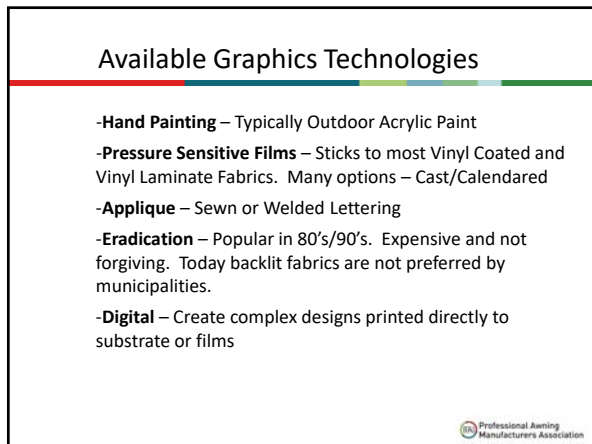 Available Graphics Technologies
-Hand Painting – Typically Outdoor Acrylic Paint
-Pressure Sensitive Films – Sticks to most Vinyl Coated and
Vinyl Laminate Fabrics.  Many options – Cast/Calendared
-Applique – Sewn or Welded Lettering
-Eradication – Popular in 80’s/90’s.  Expensive and not
forgiving.  Today backlit fabrics are not preferred by
municipalities.
-Digital – Create complex designs printed directly to
substrate or films
Professional Awning
Manufacturers Association